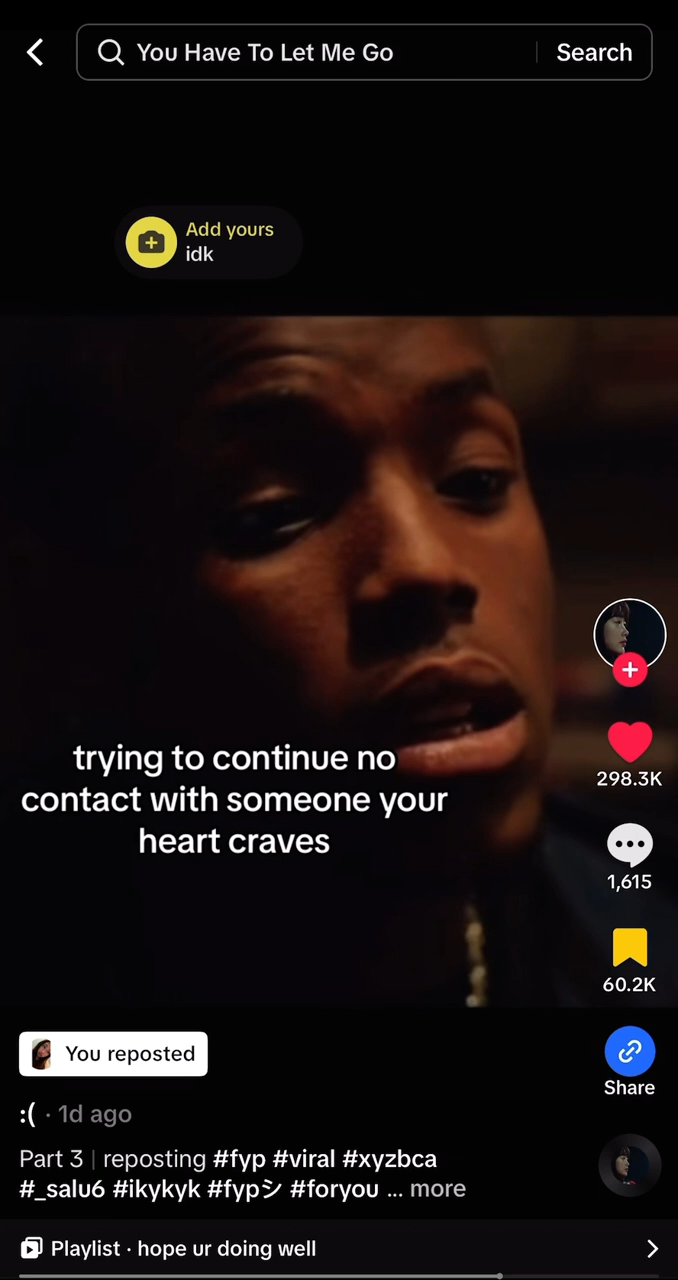 You Have To Let Me Go
Search
Add yours
idk
trying to continue no
contact with someone your
heart craves
298.3K
1,615
60.2K
You reposted
Share
:( · 1d ago
Part 3 | reposting #fyp #viral #xyzbca
#_salu6 #ikykyk #fypシ #foryou ... more
Playlist · hope ur doing well